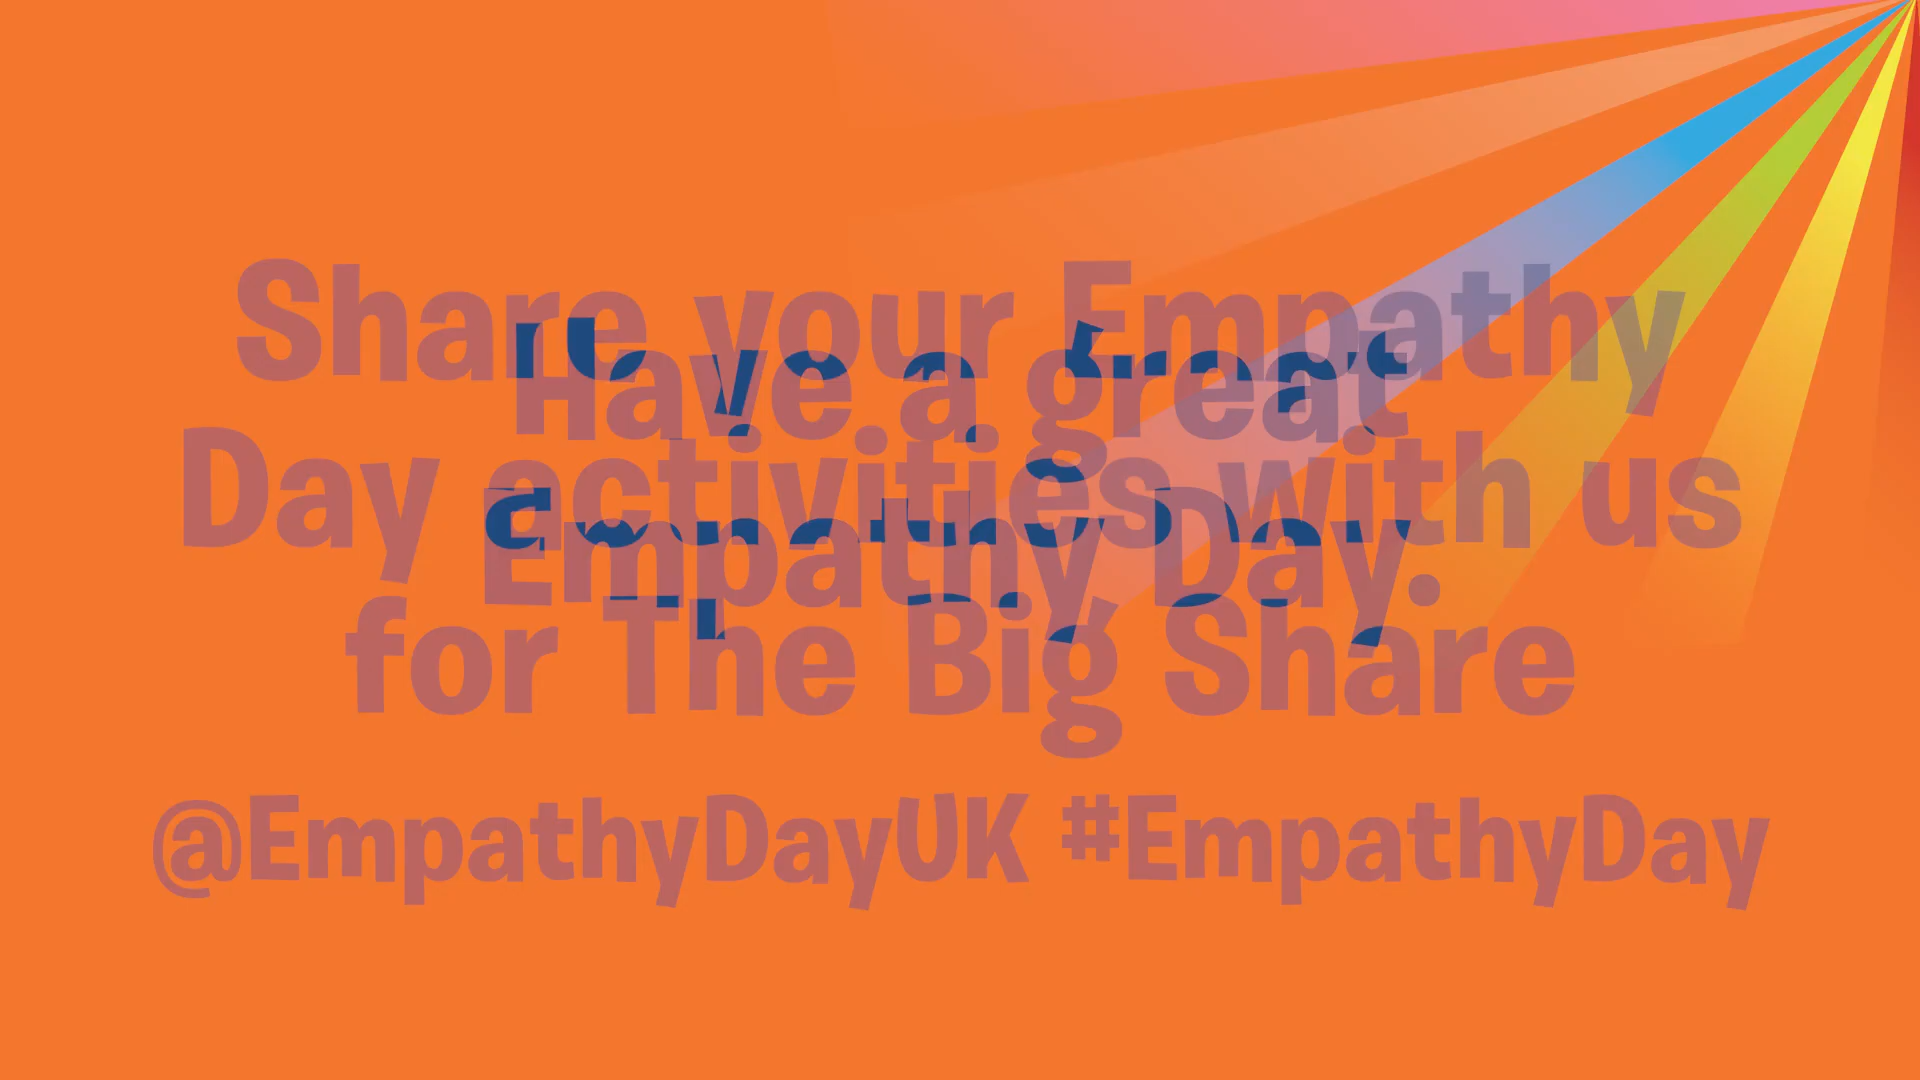 Share your Empathy
Have a great
Day activities with us
Empathy Day.
for The Big Share
@EmpathyDayUK #EmpathyDay